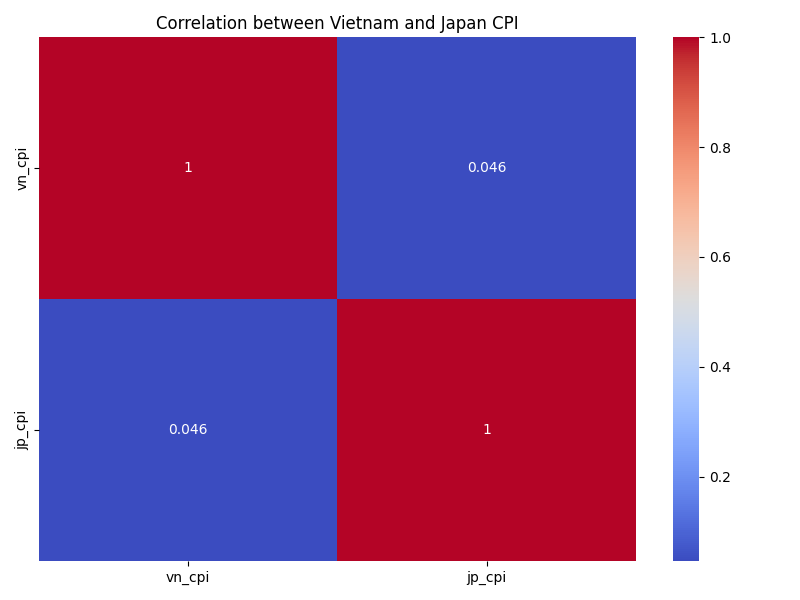 Correlation between Vietnam and Japan CPI
vn_cpi
1
0.046
jp_cpi
0.046
1
vn_cpi
jp_cpi
1.0
0.8
0.6
0.4
0.2